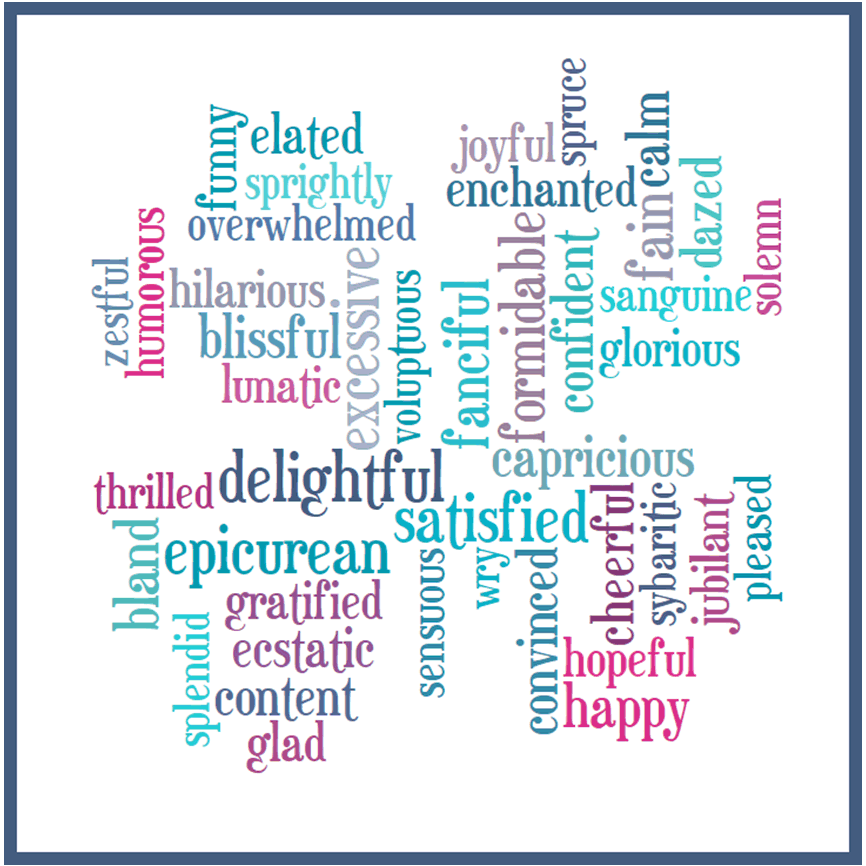 spruce
calm
funny
elated
joyful
enchanted
sprightly
dazed
fain
overwhelmed
solemn
humorous
zestful
hilarious
excessive
voluptuous
fanciful
formidable
confident
sanguine
blissful
glorious
lunatic
delightful
capricious
thrilled
satisfied
cheerful
sybaritic
jubilant
pleased
bland
epicurean
sensuous
wry
convinced
gratified
splendid
ecstatic
hopeful
content
happy
glad